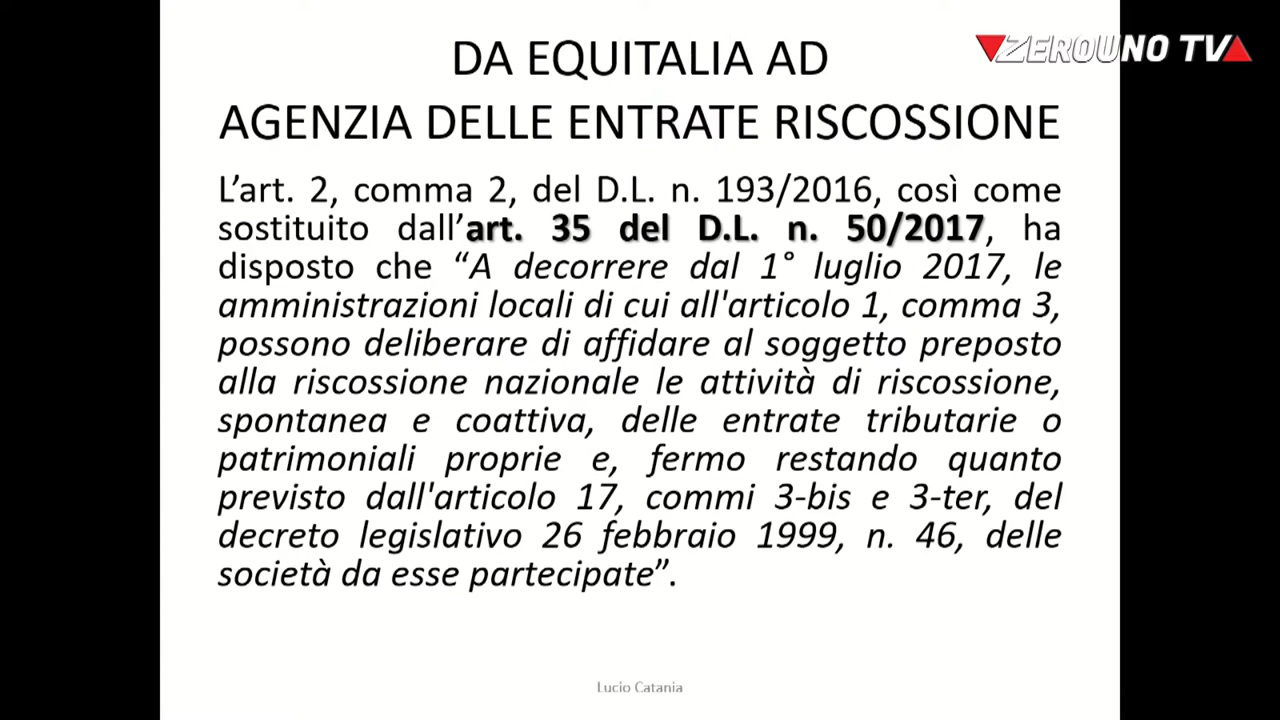 DA EQUITALIA AD
AGENZIA DELLE ENTRATE RISCOSSIONE
ZEROUNO TV
L’art. 2, comma 2, del D.L. n. 193/2016, così come
sostituito dall’art. 35 del D.L. n. 50/2017, ha
disposto che “A decorrere dal 1° luglio 2017, le
amministrazioni locali di cui all'articolo 1, comma 3,
possono deliberare di affidare al soggetto preposto
alla riscossione nazionale le attività di riscossione,
spontanea e coattiva, delle entrate tributarie o
patrimoniali proprie e, fermo restando quanto
previsto dall'articolo 17, commi 3-bis e 3-ter, del
decreto legislativo 26 febbraio 1999, n. 46, delle
società da esse partecipate”.
Lucio Catania